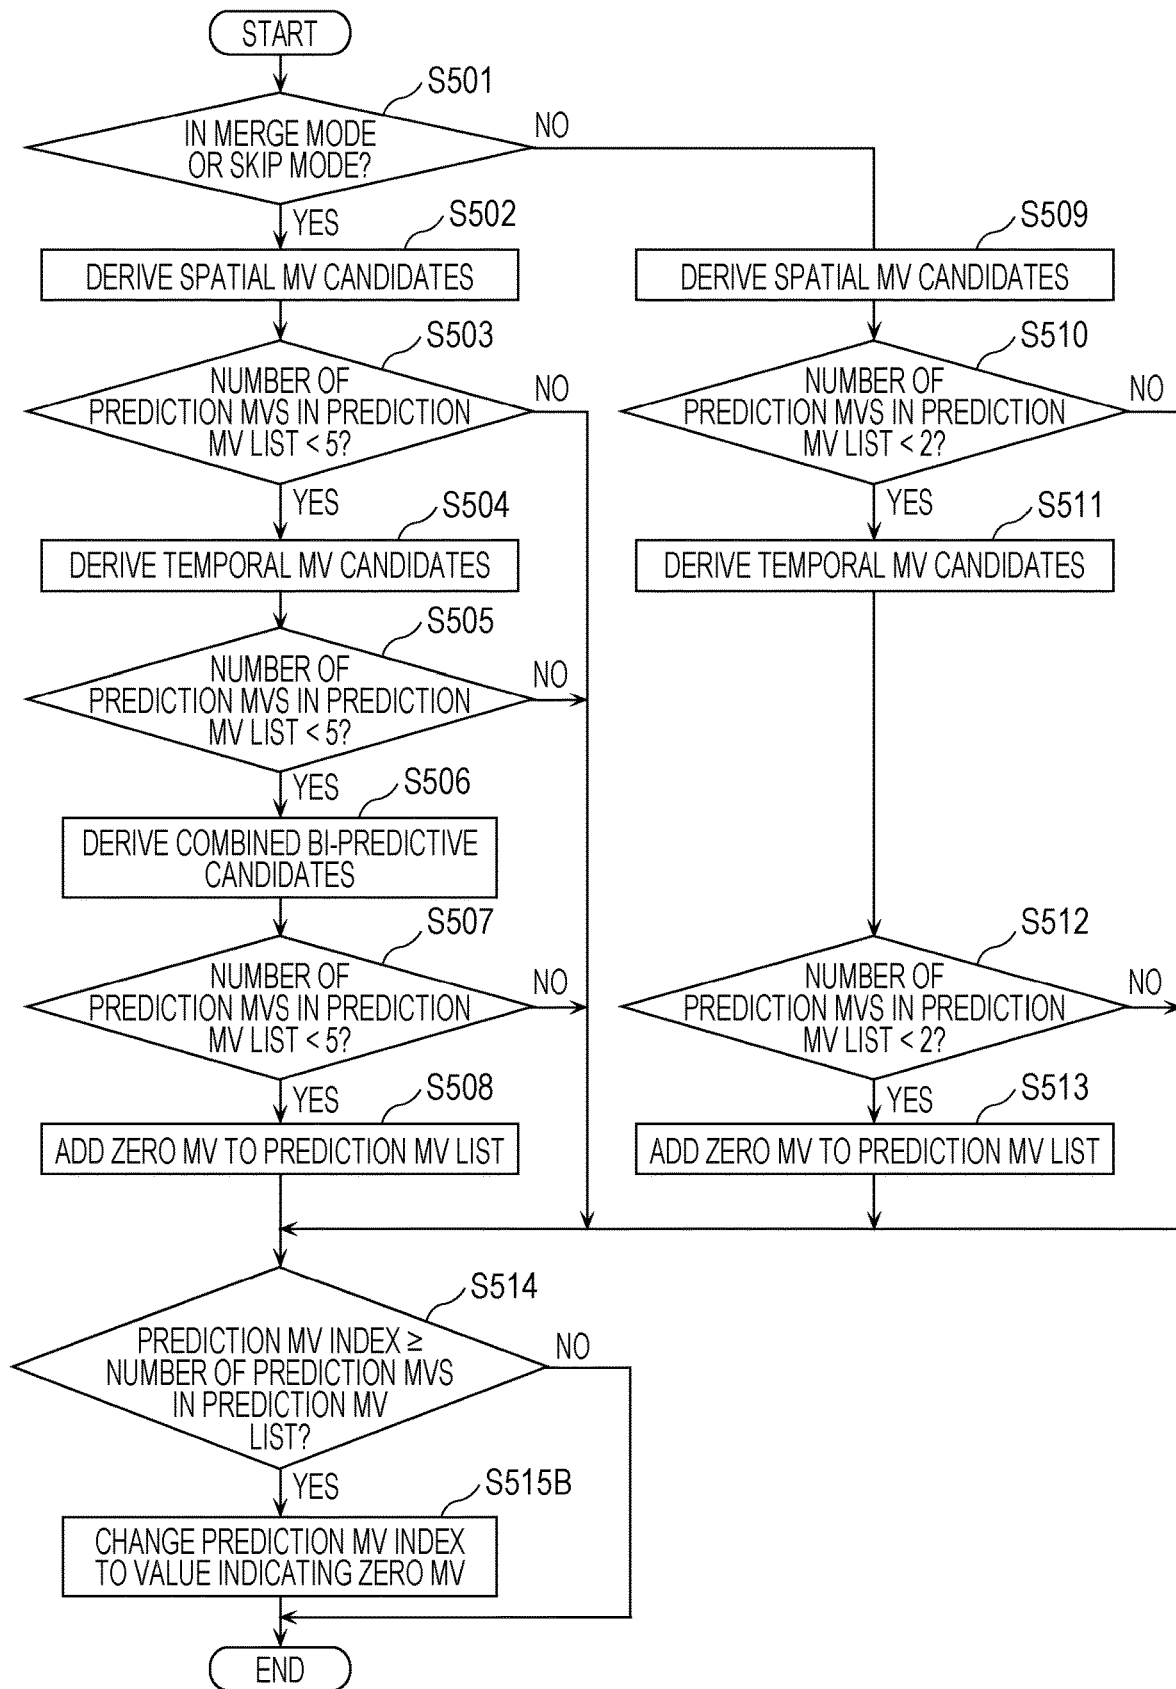 START
S501
IN MERGE MODE
OR SKIP MODE?
NO
YES
S502
DERIVE SPATIAL MV CANDIDATES
S503
NUMBER OF
PREDICTION MVS IN PREDICTION
MV LIST < 5?
NO
YES
S504
DERIVE TEMPORAL MV CANDIDATES
S505
NUMBER OF
PREDICTION MVS IN PREDICTION
MV LIST < 5?
NO
YES
S506
DERIVE COMBINED BI-PREDICTIVE
CANDIDATES
S507
NUMBER OF
PREDICTION MVS IN PREDICTION
MV LIST < 5?
NO
YES
S508
ADD ZERO MV TO PREDICTION MV LIST
S509
DERIVE SPATIAL MV CANDIDATES
S510
NUMBER OF
PREDICTION MVS IN PREDICTION
MV LIST < 2?
NO
YES
S511
DERIVE TEMPORAL MV CANDIDATES
S512
NUMBER OF
PREDICTION MVS IN PREDICTION
MV LIST < 2?
NO
YES
S513
ADD ZERO MV TO PREDICTION MV LIST
S514
PREDICTION MV INDEX ≥
NUMBER OF PREDICTION MVS
IN PREDICTION MV
LIST?
NO
YES
S515B
CHANGE PREDICTION MV INDEX
TO VALUE INDICATING ZERO MV
END